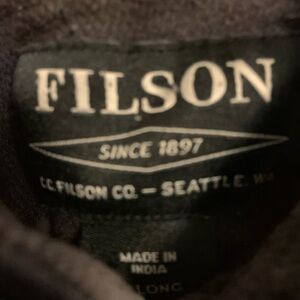 FILSON
SINCE 1897
C.C. FILSON CO. – SEATTLE, WA
MADE IN
INDIA
LONG